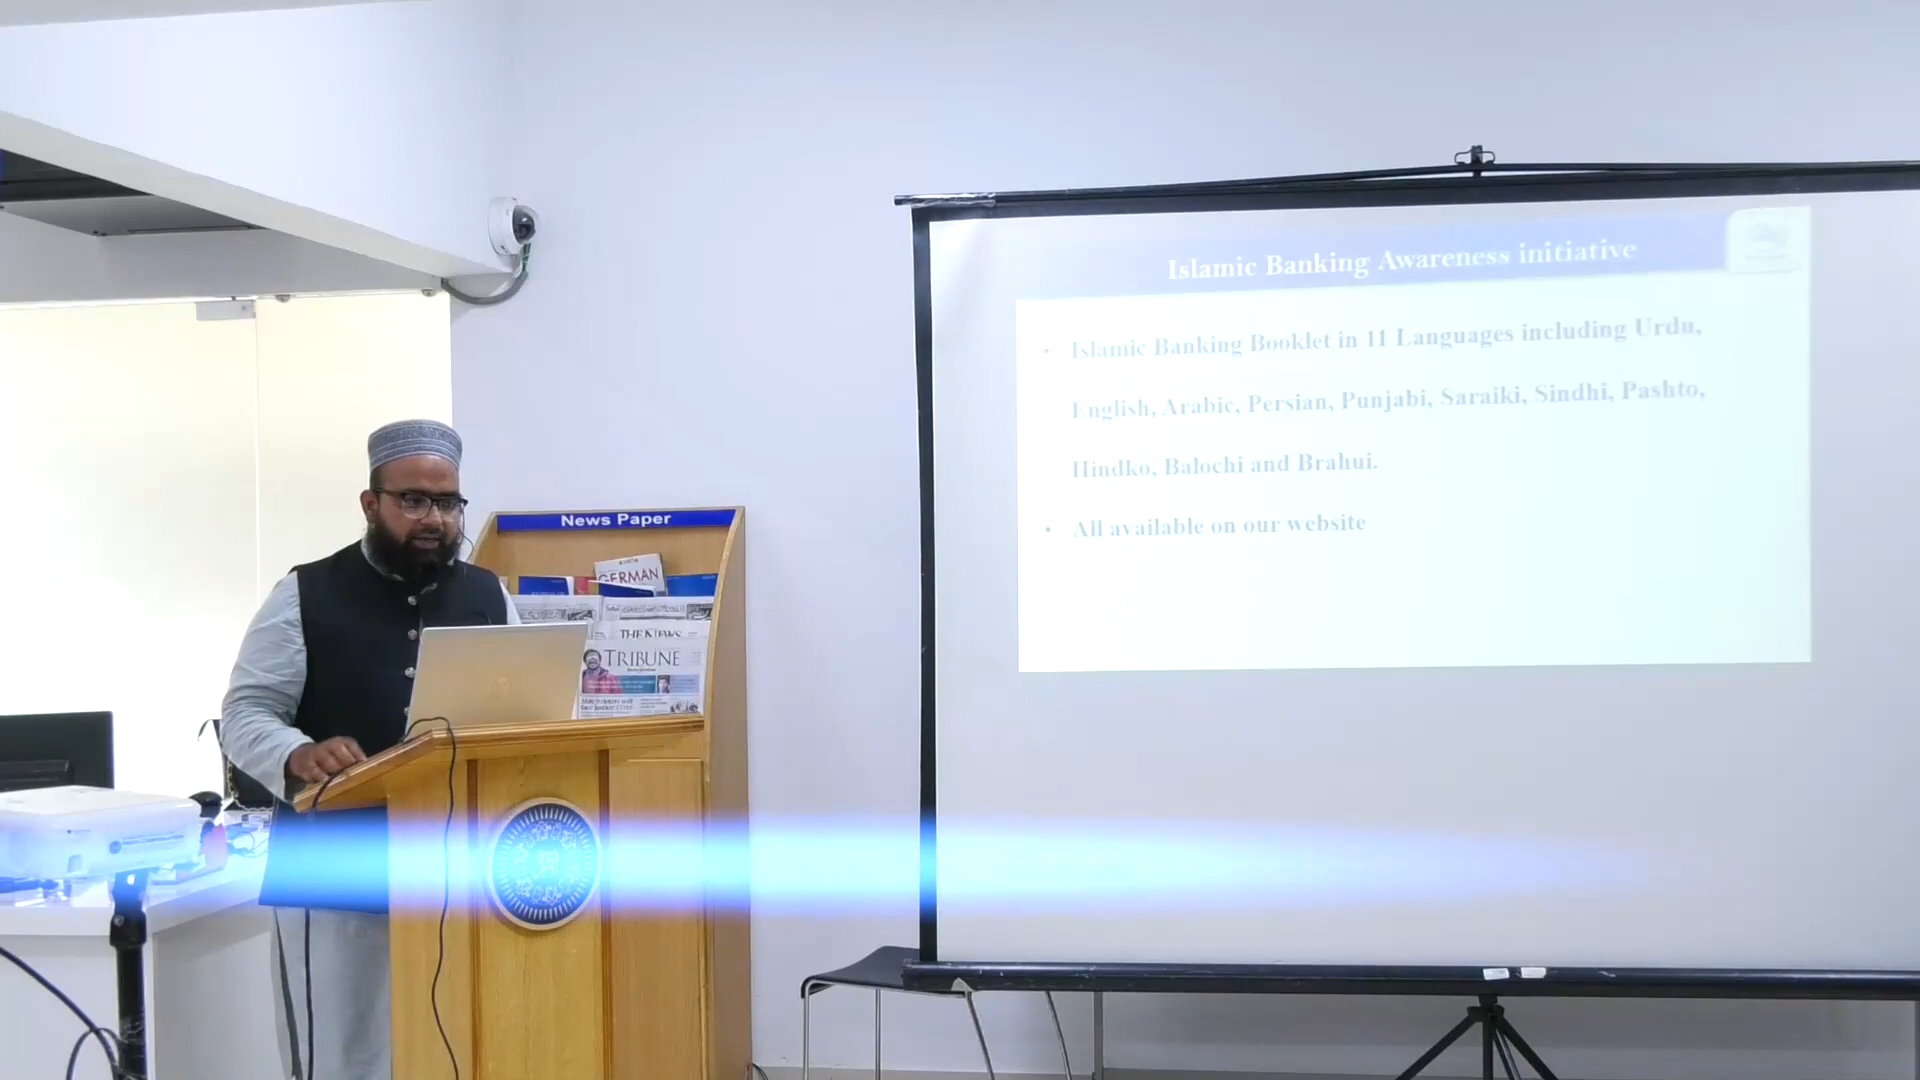 Islamic Banking Awareness initiative
• Islamic Banking Booklet in 11 Languages including Urdu,
English, Arabic, Persian, Punjabi, Saraiki, Sindhi, Pashto,
Hindko, Balochi and Brahui.
• All available on our website
News Paper
GERMAN
THE NEWS
TRIBUNE